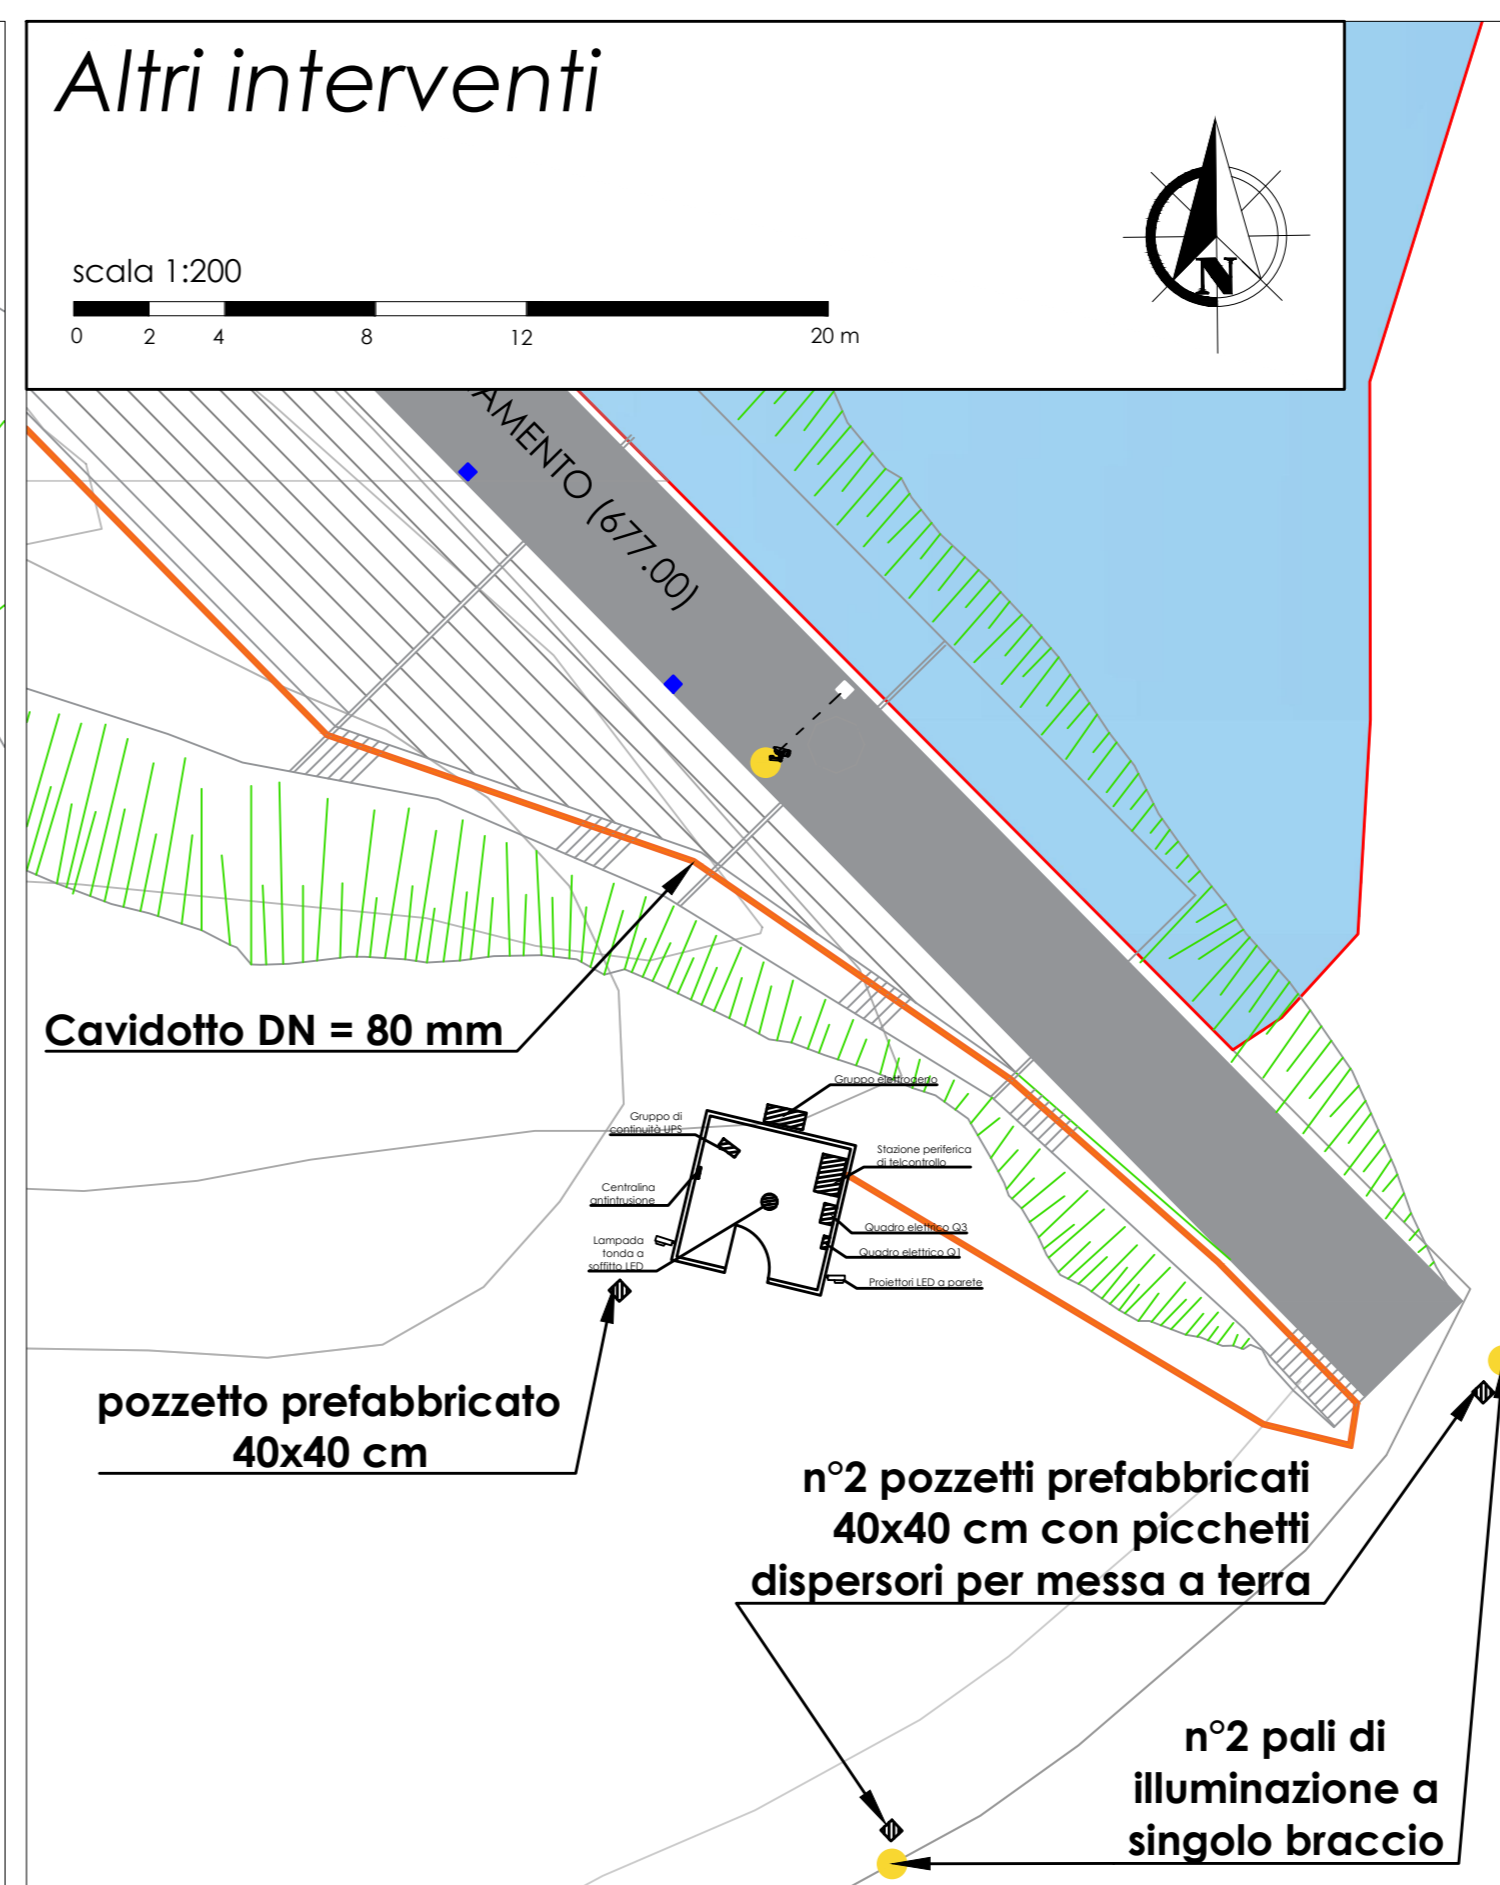 Altri interventi
scala 1:200
0 2 4 8 12 20 m
N
AMENTO (677.00)
Cavidotto DN = 80 mm
Gruppo elettrogeno
Gruppo di
continuità UPS
Stazione periferica
di telcontrollo
Centralina
antintrusione
Quadro elettrico Q3
Lampada
tonda a
soffitto LED
Quadro elettrico Q1
Proiettori LED a parete
pozzetto prefabbricato
40x40 cm
n°2 pozzetti prefabbricati
40x40 cm con picchetti
dispersori per messa a terra
n°2 pali di
illuminazione a
singolo braccio